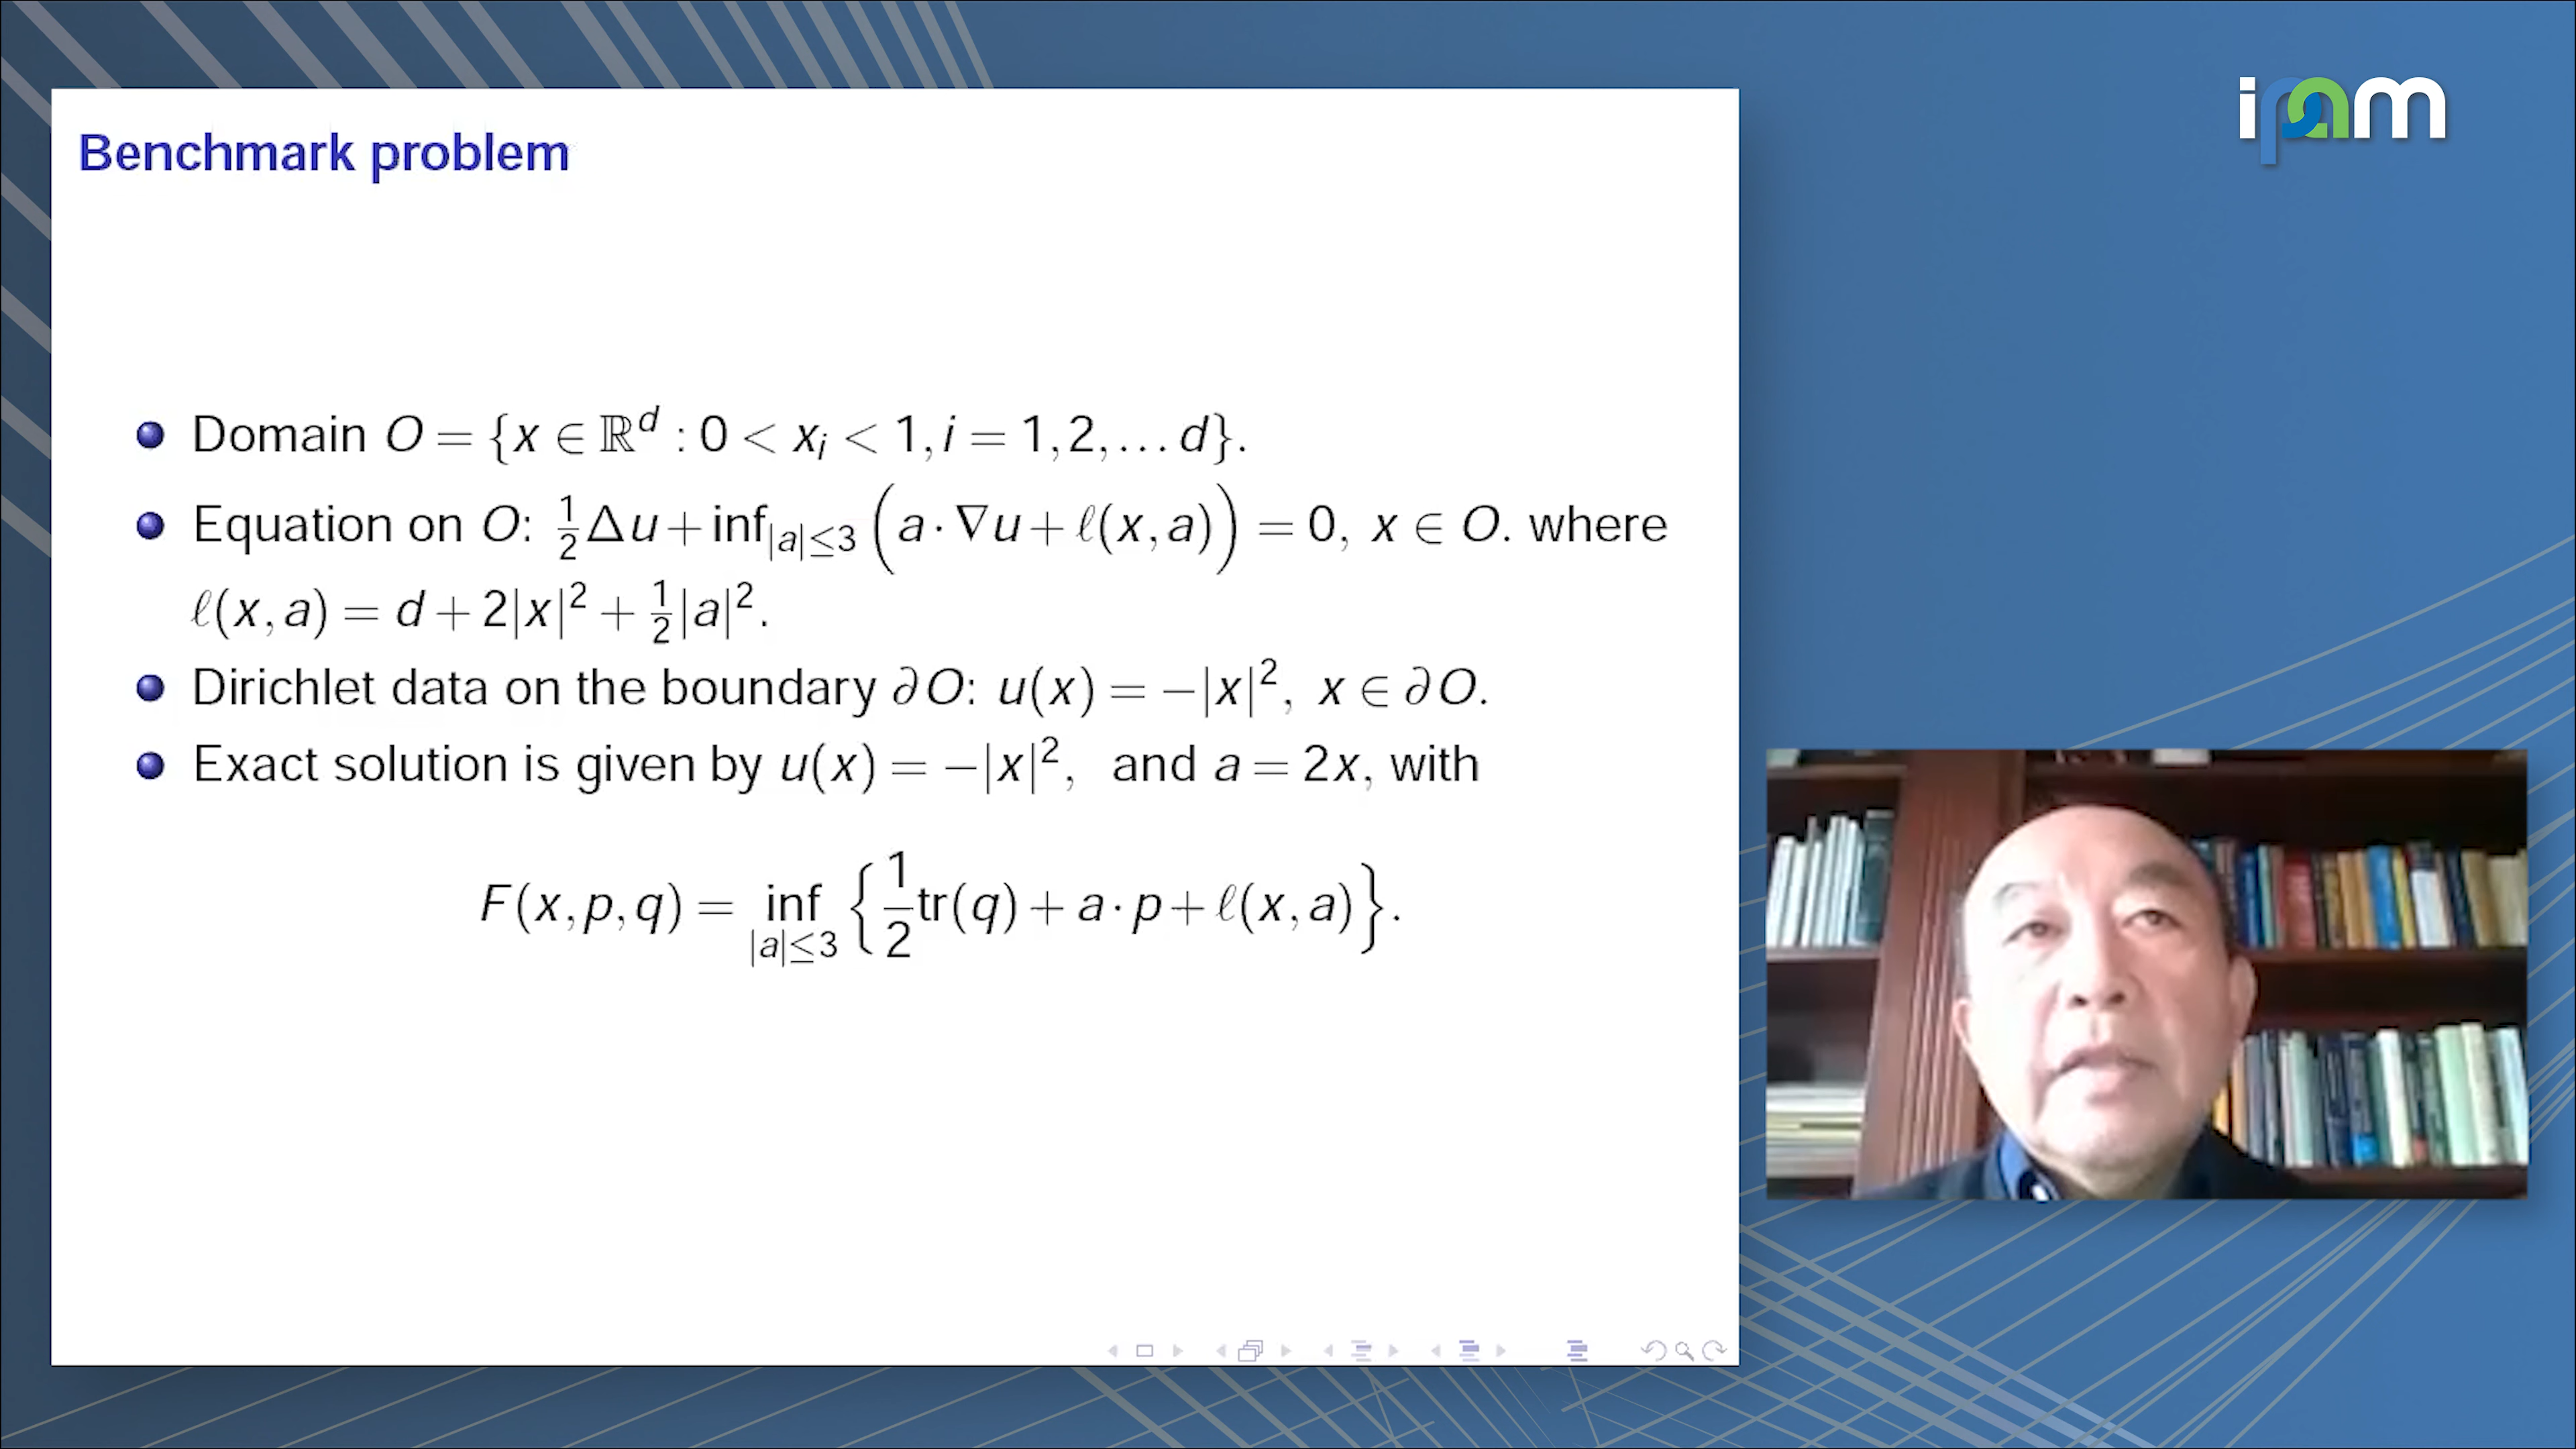 ipam
Benchmark problem
Domain O = {x ∈ ℝᵈ : 0 < xᵢ < 1, i = 1, 2, … d}.
Equation on O: ½Δu + inf_{|a|≤3} (a · ∇u + ℓ(x, a)) = 0, x ∈ O. where
ℓ(x, a) = d + 2|x|² + ½|a|².
Dirichlet data on the boundary ∂O: u(x) = −|x|², x ∈ ∂O.
Exact solution is given by u(x) = −|x|², and a = 2x, with
F(x, p, q) = inf_{|a|≤3} {½tr(q) + a · p + ℓ(x, a)}.